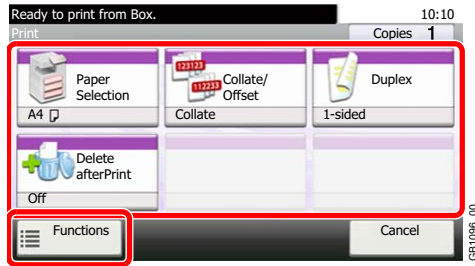 Ready to print from Box.
10:10
Print
Copies 1
123123
112233
Paper
Selection
Collate/
Offset
Duplex
A4
Collate
1-sided
Delete
afterPrint
Off
Functions
Cancel
GB1096_00